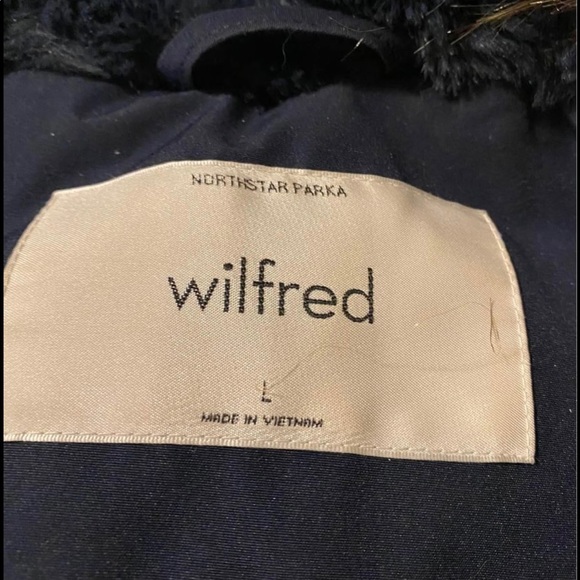 NORTHSTAR PARKA
wilfred
L
MADE IN VIETNAM